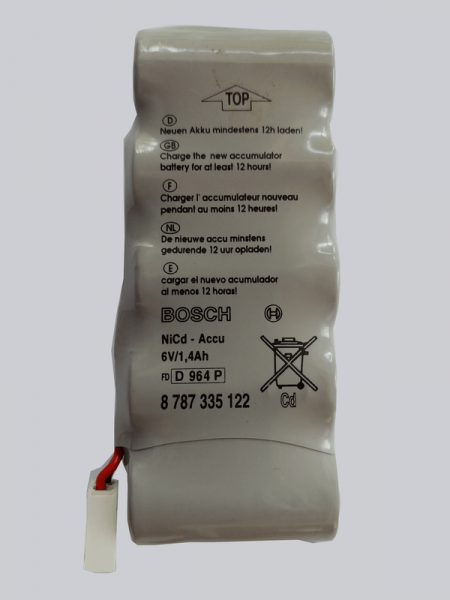 TOP
D
Neuen Akku mindestens 12h laden!
GB
Charge the new accumulator
battery for at least 12 hours!
F
Charger l' accumulateur nouveau
pendant au moins 12 heures!
NL
De nieuwe accu minstens
gedurende 12 uur opladen!
E
cargar el nuevo acumulador
al menos 12 horas!
BOSCH
NiCd - Accu
6V/1,4Ah
FD D 964 P
8 787 335 122
Cd